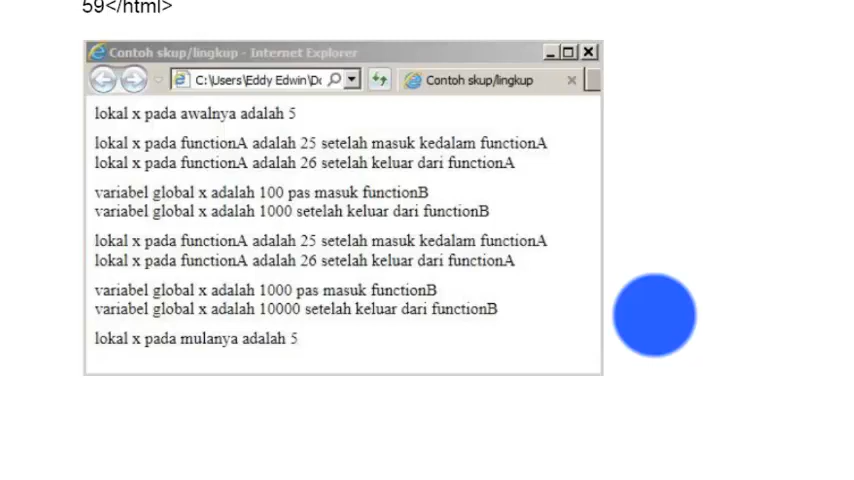 59</html>
Contoh skup/lingkup - Internet Explorer
C:\Users\Eddy Edwin\Do
Contoh skup/lingkup
lokal x pada awalnya adalah 5
lokal x pada functionA adalah 25 setelah masuk kedalam functionA
lokal x pada functionA adalah 26 setelah keluar dari functionA
variabel global x adalah 100 pas masuk functionB
variabel global x adalah 1000 setelah keluar dari functionB
lokal x pada functionA adalah 25 setelah masuk kedalam functionA
lokal x pada functionA adalah 26 setelah keluar dari functionA
variabel global x adalah 1000 pas masuk functionB
variabel global x adalah 10000 setelah keluar dari functionB
lokal x pada mulanya adalah 5